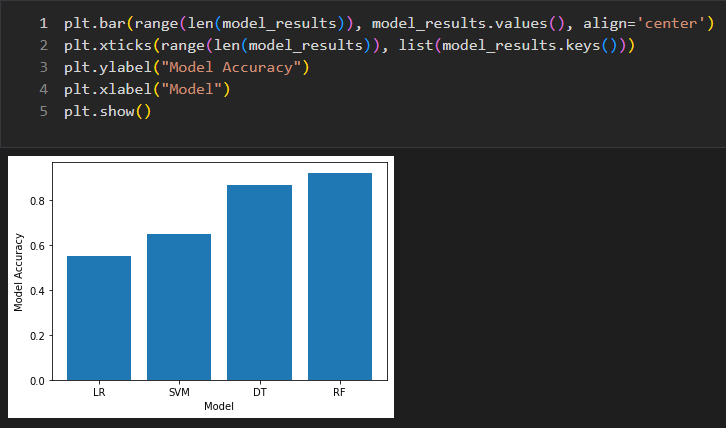 1 plt.bar(range(len(model_results)), model_results.values(), align='center')
2 plt.xticks(range(len(model_results)), list(model_results.keys()))
3 plt.ylabel("Model Accuracy")
4 plt.xlabel("Model")
5 plt.show()
0.8
0.6
0.4
0.2
0.0
Model Accuracy
LR SVM DT RF
Model